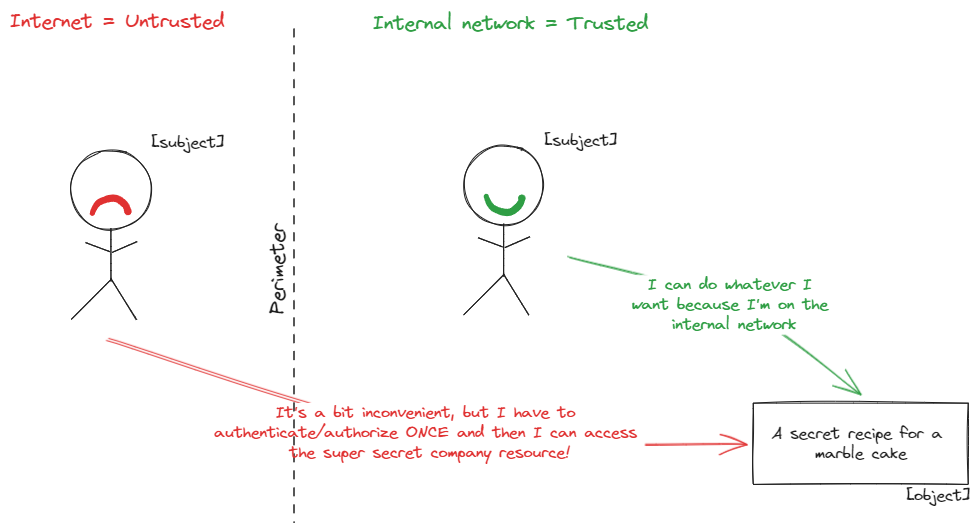 Internet = Untrusted
Internal network = Trusted
[subject]
[subject]
Perimeter
I can do whatever I
want because I'm on the
internal network
It's a bit inconvenient, but I have to
authenticate/authorize ONCE and then I can access
the super secret company resource!
A secret recipe for a
marble cake
[object]